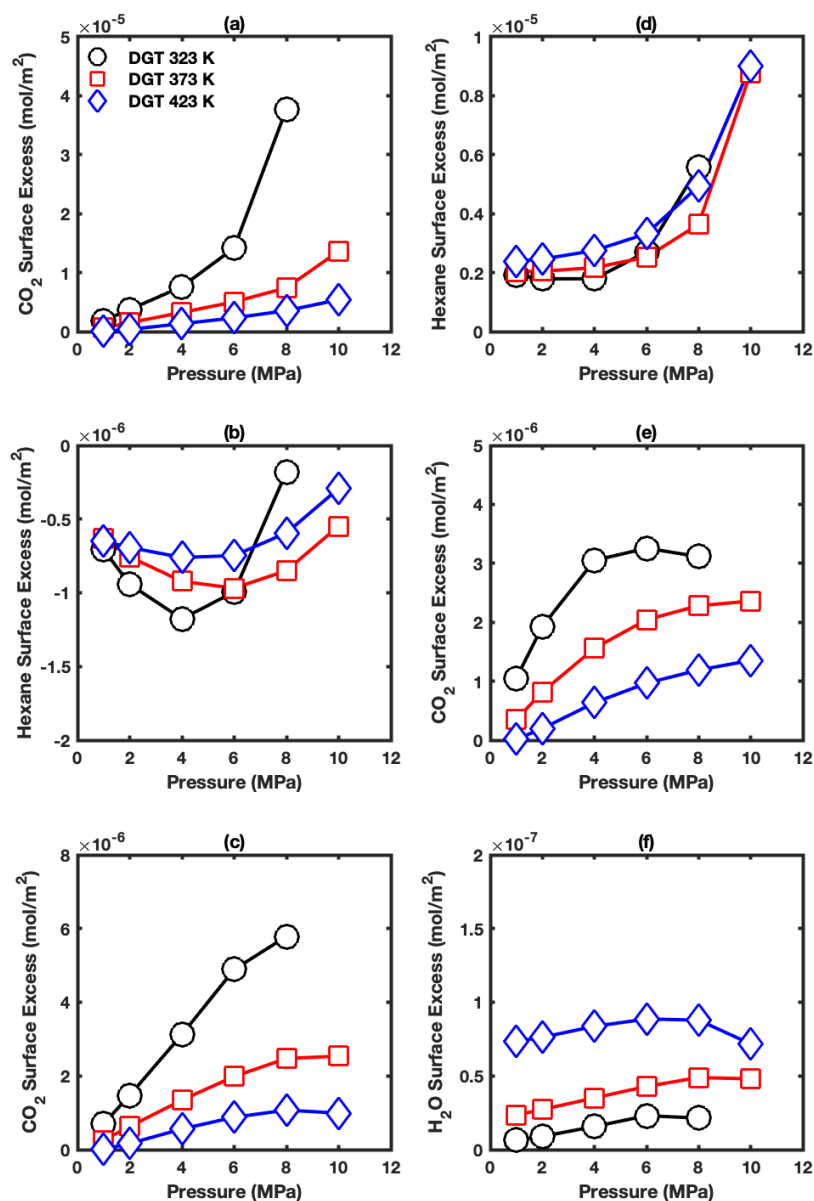 (a)
×10⁻⁵
5
4
3
2
1
0
CO₂ Surface Excess (mol/m²)
DGT 323 K
DGT 373 K
DGT 423 K
0 2 4 6 8 10 12
Pressure (MPa)
(d)
×10⁻⁵
1
0.8
0.6
0.4
0.2
0
Hexane Surface Excess (mol/m²)
0 2 4 6 8 10 12
Pressure (MPa)
(b)
×10⁻⁶
0
-0.5
-1
-1.5
-2
Hexane Surface Excess (mol/m²)
0 2 4 6 8 10 12
Pressure (MPa)
(e)
×10⁻⁶
5
4
3
2
1
0
CO₂ Surface Excess (mol/m²)
0 2 4 6 8 10 12
Pressure (MPa)
(c)
×10⁻⁶
8
6
4
2
0
CO₂ Surface Excess (mol/m²)
0 2 4 6 8 10 12
Pressure (MPa)
(f)
×10⁻⁷
2
1.5
1
0.5
0
H₂O Surface Excess (mol/m²)
0 2 4 6 8 10 12
Pressure (MPa)